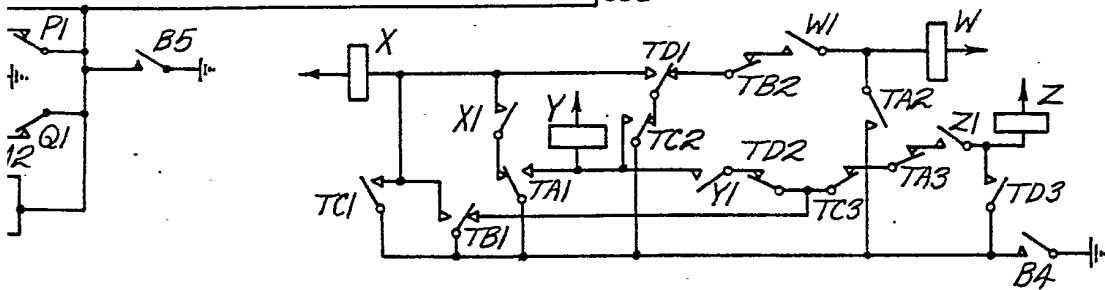 P1
B5
X
W1
W
TD1
TB2
Z
Y
TA2
Z1
X1
Q1
TC2
TD2
12
TA3
TA1
Y1
TC3
TD3
TC1
TB1
B4